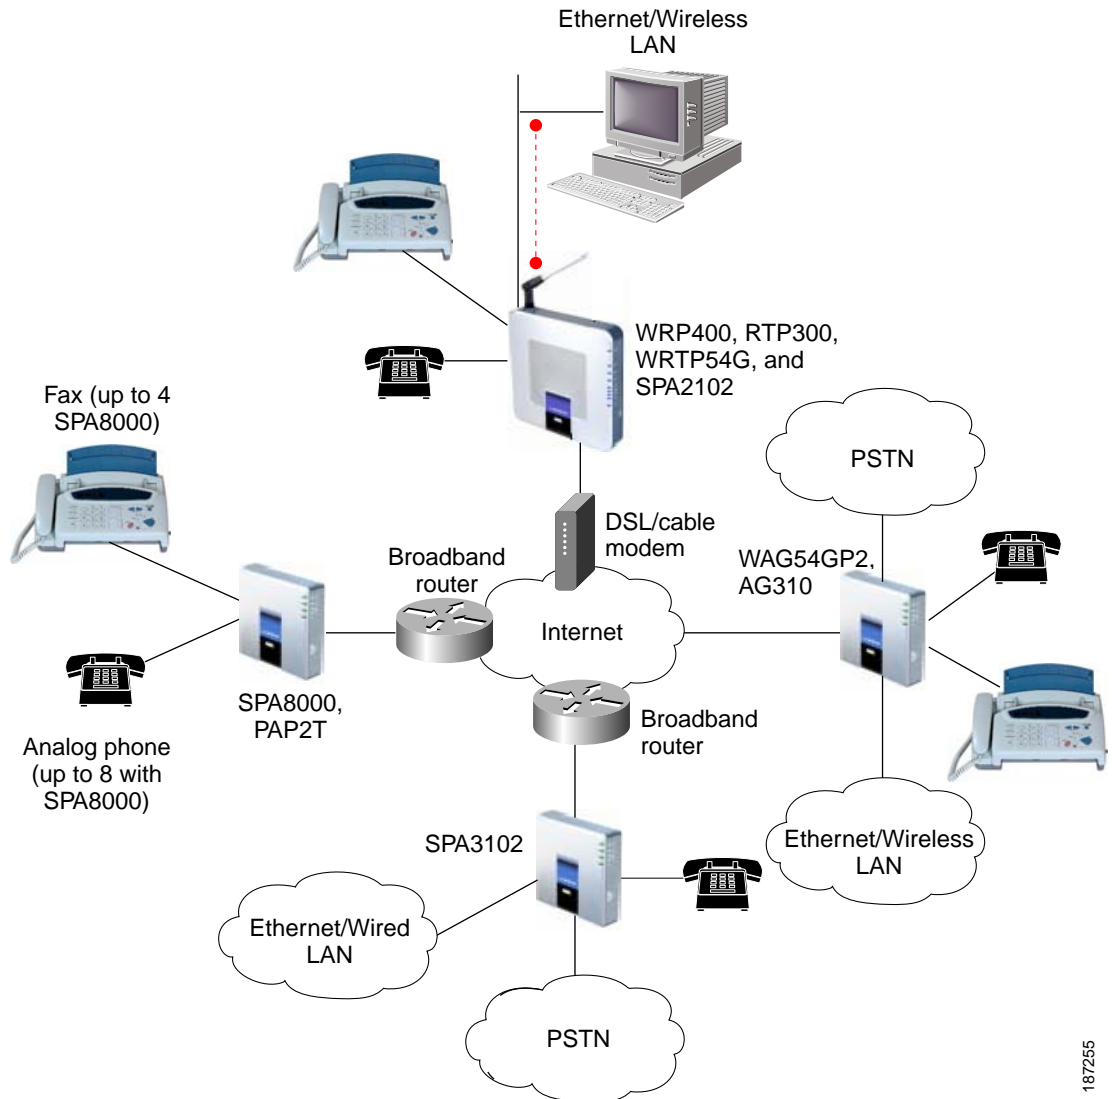 Ethernet/Wireless
LAN
WRP400, RTP300,
WRTP54G, and
SPA2102
Fax (up to 4
SPA8000)
PSTN
DSL/cable
modem
Broadband
router
WAG54GP2,
AG310
Internet
SPA8000,
PAP2T
Broadband
router
Analog phone
(up to 8 with
SPA8000)
SPA3102
Ethernet/Wireless
LAN
Ethernet/Wired
LAN
PSTN
187255